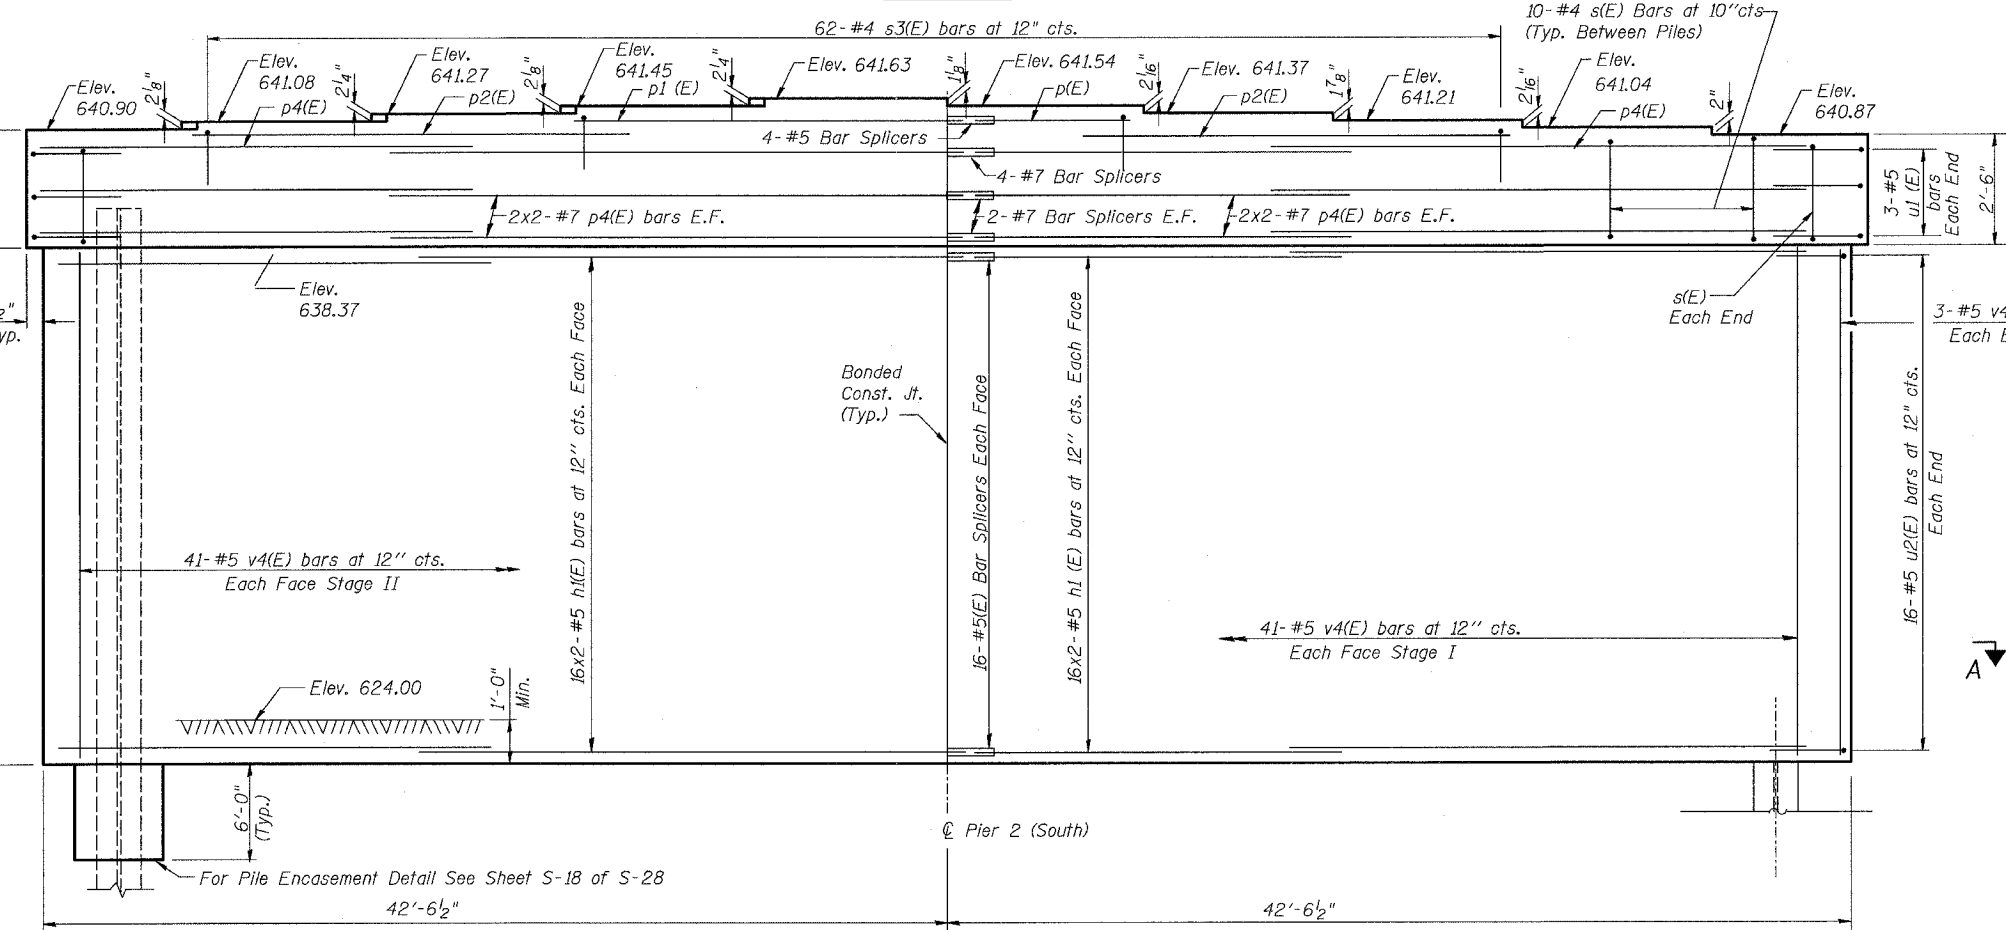 62-#4 s3(E) bars at 12" cts.
10-#4 s(E) Bars at 10"cts
(Typ. Between Piles)
Elev.
640.90
2⅛"
Elev.
641.08
p4(E)
2¼"
Elev.
641.27
p2(E)
2⅛"
Elev.
641.45
p1 (E)
2¼"
Elev. 641.63
1⅛"
Elev. 641.54
p(E)
2 1/16"
Elev. 641.37
p2(E)
1⅞"
Elev.
641.21
2 1/16"
Elev.
641.04
p4(E)
2"
Elev.
640.87
4-#5 Bar Splicers
4-#7 Bar Splicers
2x2-#7 p4(E) bars E.F.
2-#7 Bar Splicers E.F.
2x2-#7 p4(E) bars E.F.
3-#5
u1 (E)
bars
Each End
2'-6"
Elev.
638.37
s(E)
Each End
3-#5 v4
Each E
2"
yp.
16x2-#5 h1(E) bars at 12" cts. Each Face
Bonded
Const. Jt.
(Typ.)
16-#5(E) Bar Splicers Each Face
16x2-#5 h1 (E) bars at 12" cts. Each Face
16-#5 u2(E) bars at 12" cts.
Each End
41-#5 v4(E) bars at 12" cts.
Each Face Stage II
41-#5 v4(E) bars at 12" cts.
Each Face Stage I
A
Elev. 624.00
1'-0"
Min.
6'-0"
(Typ.)
℄ Pier 2 (South)
For Pile Encasement Detail See Sheet S-18 of S-28
42'-6½"
42'-6½"